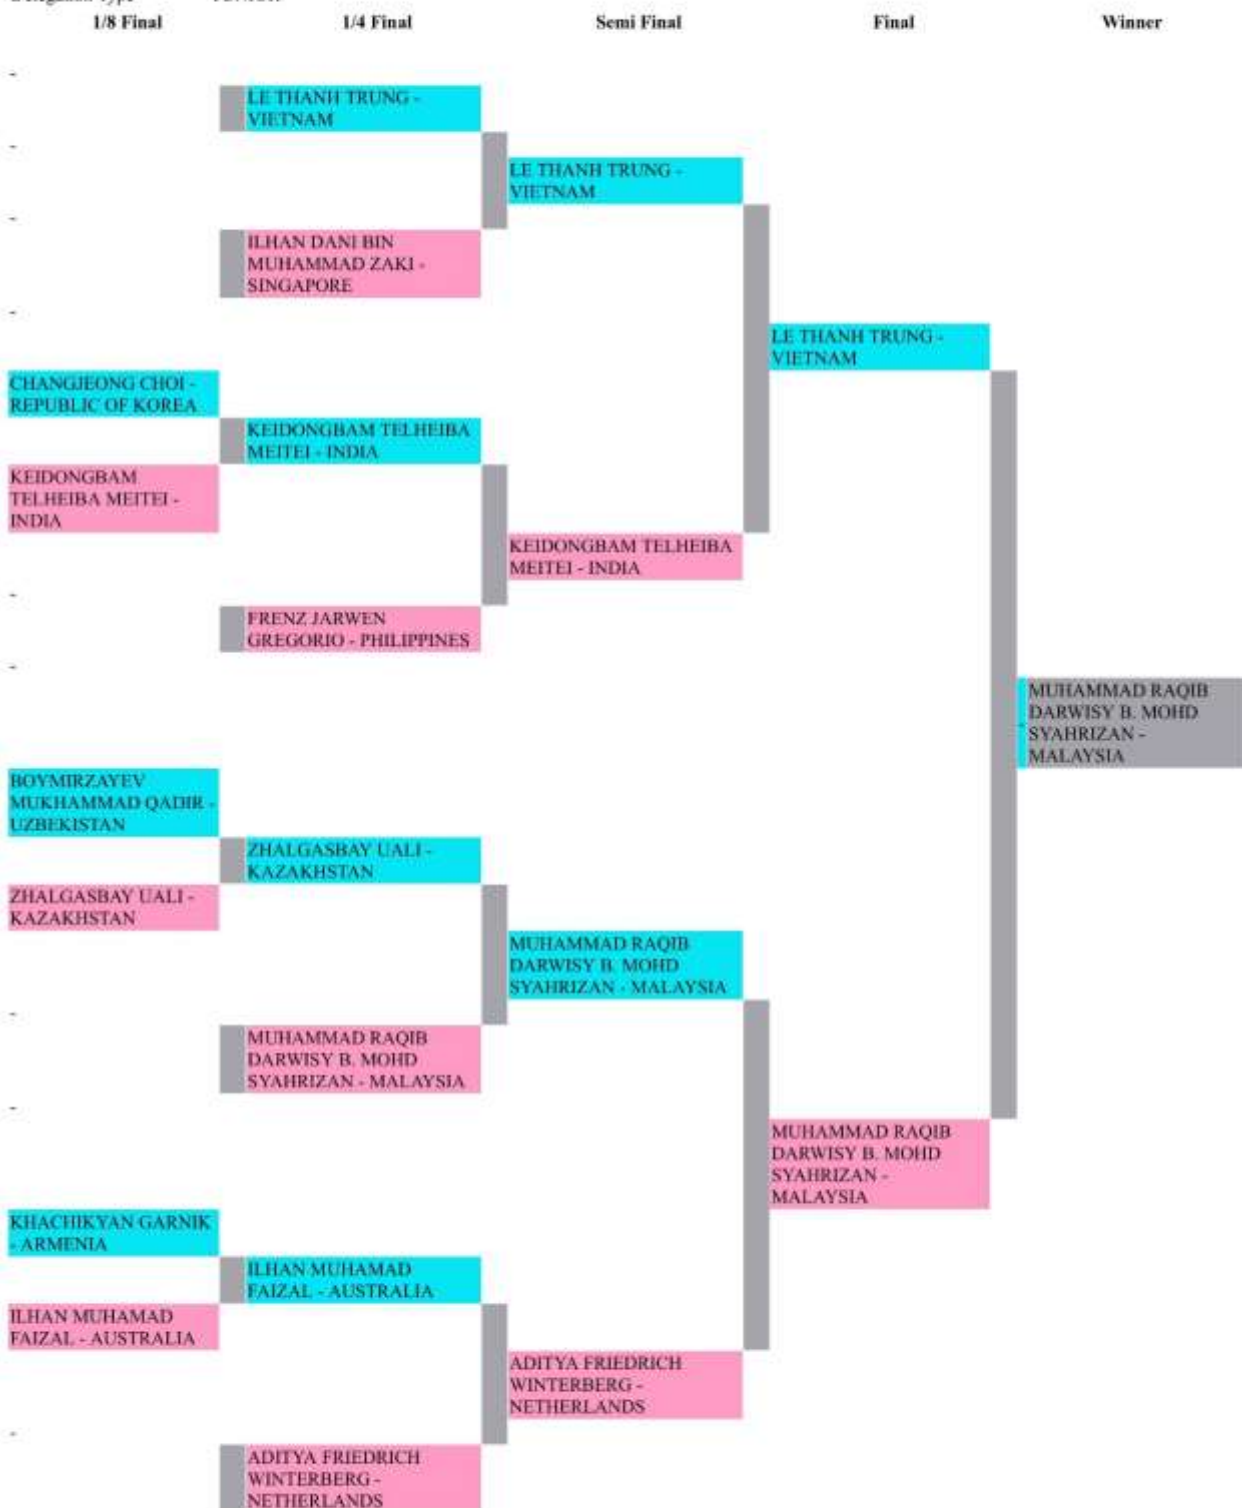 1/8 Final 1/4 Final Semi Final Final Winner
-
LE THANH TRUNG -
VIETNAM
-
LE THANH TRUNG -
VIETNAM
-
ILHAN DANI BIN
MUHAMMAD ZAKI -
SINGAPORE
-
LE THANH TRUNG -
VIETNAM
CHANGJEONG CHOI -
REPUBLIC OF KOREA
KEIDONGBAM TELHEIBA
MEITEI - INDIA
KEIDONGBAM
TELHEIBA MEITEI -
INDIA
KEIDONGBAM TELHEIBA
MEITEI - INDIA
-
FRENZ JARWEN
GREGORIO - PHILIPPINES
-
MUHAMMAD RAQIB
DARWISY B. MOHD
SYAHRIZAN -
MALAYSIA
BOYMIRZAYEV
MUKHAMMAD QADIR -
UZBEKISTAN
ZHALGASBAY UALI -
KAZAKHSTAN
ZHALGASBAY UALI -
KAZAKHSTAN
MUHAMMAD RAQIB
DARWISY B. MOHD
SYAHRIZAN - MALAYSIA
-
MUHAMMAD RAQIB
DARWISY B. MOHD
SYAHRIZAN - MALAYSIA
-
MUHAMMAD RAQIB
DARWISY B. MOHD
SYAHRIZAN -
MALAYSIA
KHACHIKYAN GARNIK
- ARMENIA
ILHAN MUHAMAD
FAIZAL - AUSTRALIA
ILHAN MUHAMAD
FAIZAL - AUSTRALIA
ADITYA FRIEDRICH
WINTERBERG -
NETHERLANDS
-
ADITYA FRIEDRICH
WINTERBERG -
NETHERLANDS